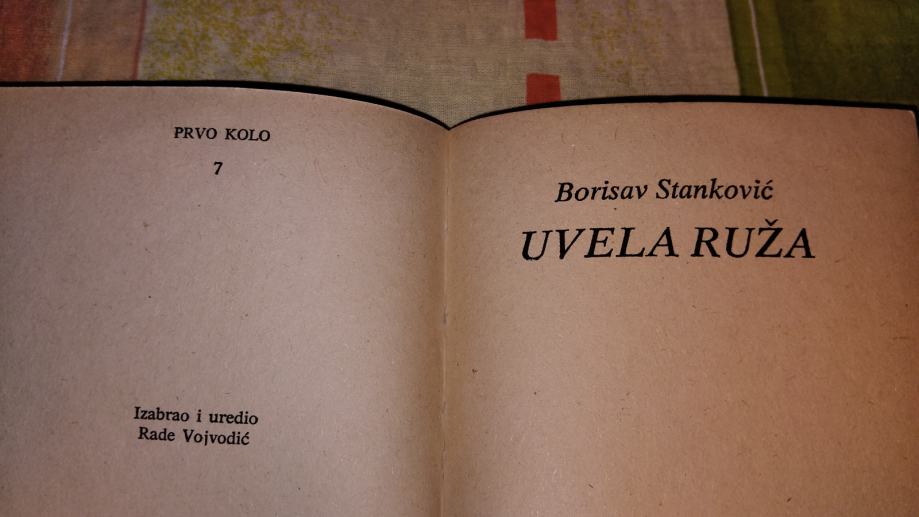 PRVO KOLO
7
Izabrao i uredio
Rade Vojvodić
Borisav Stanković
UVELA RUŽA